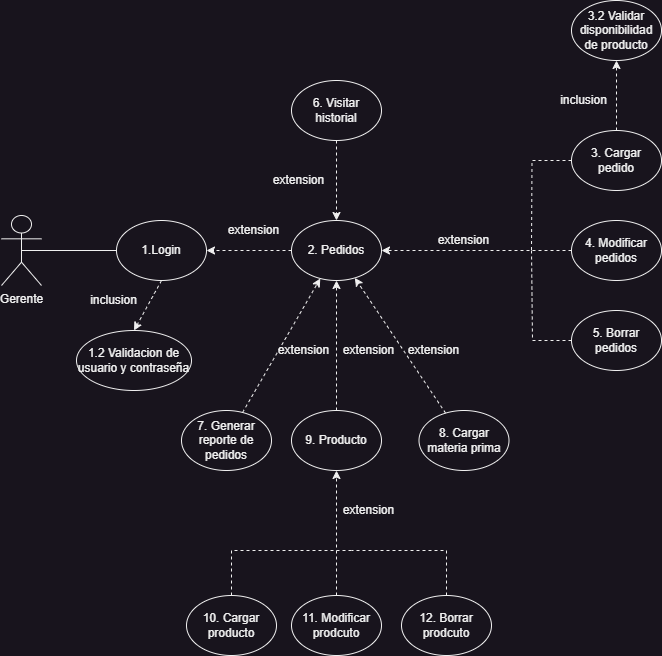 3.2 Validar
disponibilidad
de producto
inclusion
6. Visitar
historial
3. Cargar
pedido
extension
extension
extension
1.Login
2. Pedidos
4. Modificar
pedidos
Gerente
inclusion
5. Borrar
pedidos
1.2 Validacion de
usuario y contraseña
extension
extension
extension
7. Generar
reporte de
pedidos
9. Producto
8. Cargar
materia prima
extension
10. Cargar
producto
11. Modificar
prodcuto
12. Borrar
prodcuto